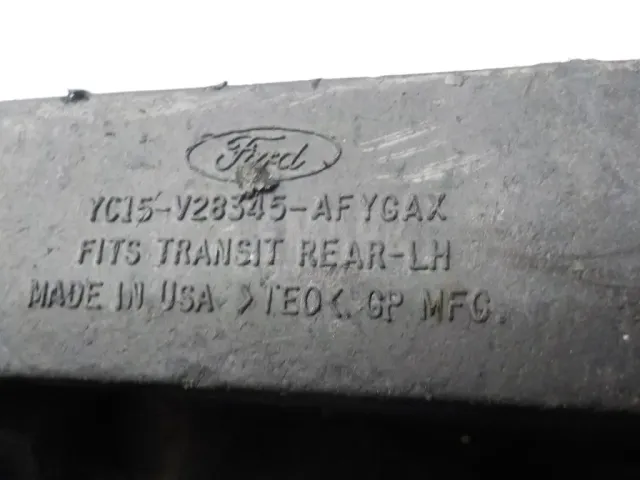 Ford
YC15-V28345-AFYGAX
FITS TRANSIT REAR-LH
MADE IN USA >TEO< GP MFG.